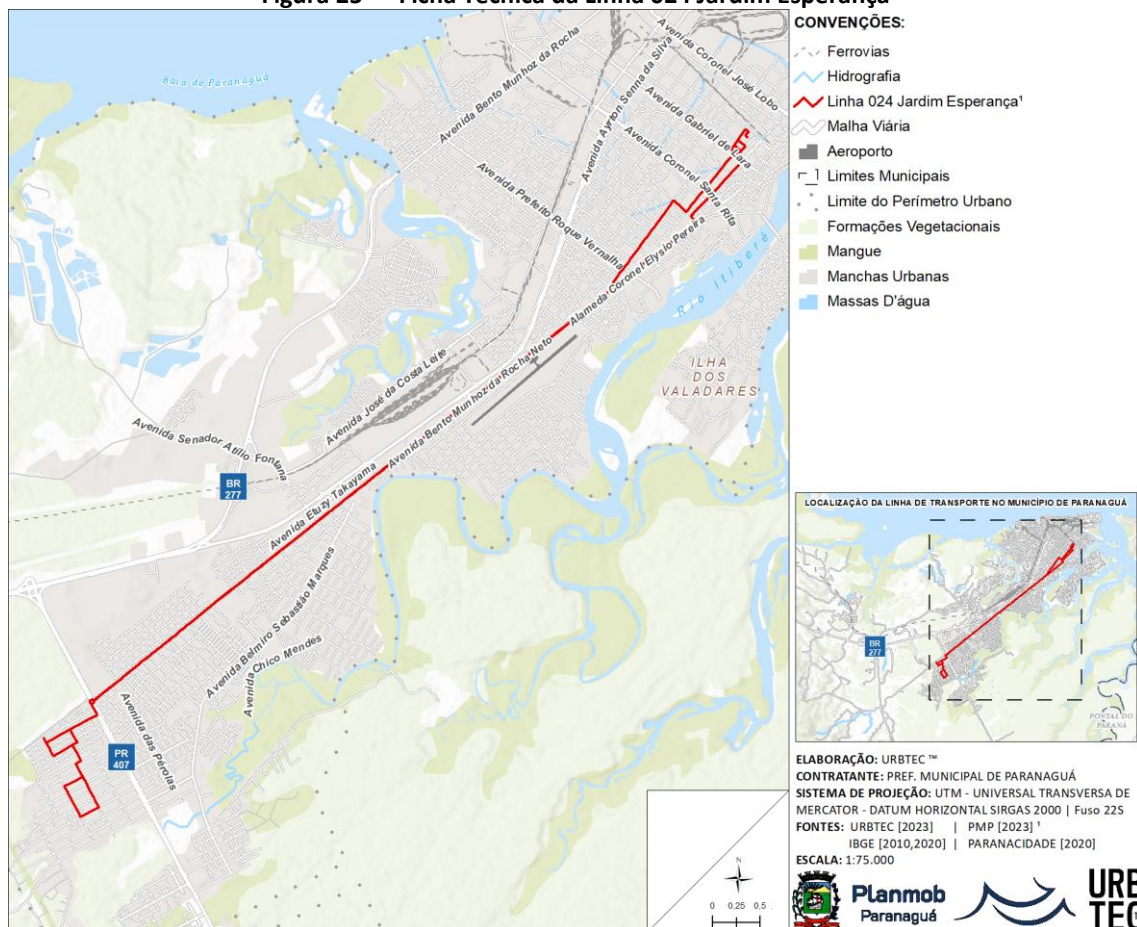 Figura 25 – Ficha Técnica da Linha 024 Jardim Esperança
CONVENÇÕES:
Ferrovias
Hidrografia
Linha 024 Jardim Esperança¹
Malha Viária
Aeroporto
Limites Municipais
Limite do Perímetro Urbano
Formações Vegetacionais
Mangue
Manchas Urbanas
Massas D'água
Baía de Paranaguá
Avenida Bento Munhoz da Rocha
Avenida Ayrton Senna da Silva
Avenida Coronel José Lobo
Avenida Gabriel de Lara
Avenida Coronel Santa Rita
Avenida Prefeito Roque Vernalha
Alameda Coronel Elysio Pereira
Rio Itiberê
ILHA
DOS
VALADARES
Avenida Bento Munhoz da Rocha Neto
Avenida José da Costa Leite
Avenida Senador Atílio Fontana
BR
277
Avenida Etuzy Takayama
Avenida Belmiro Sebastião Marques
Avenida Chico Mendes
Avenida das Pérolas
PR
407
LOCALIZAÇÃO DA LINHA DE TRANSPORTE NO MUNICÍPIO DE PARANAGUÁ
BR
277
PONTAL DO
PARANÁ
ELABORAÇÃO: URBTEC ™
CONTRATANTE: PREF. MUNICIPAL DE PARANAGUÁ
SISTEMA DE PROJEÇÃO: UTM - UNIVERSAL TRANSVERSA DE
MERCATOR - DATUM HORIZONTAL SIRGAS 2000 | Fuso 22S
FONTES: URBTEC [2023] | PMP [2023] ¹
IBGE [2010,2020] | PARANACIDADE [2020]
ESCALA: 1:75.000
N
0 0,25 0,5
Planmob
Paranaguá
URB
TEC